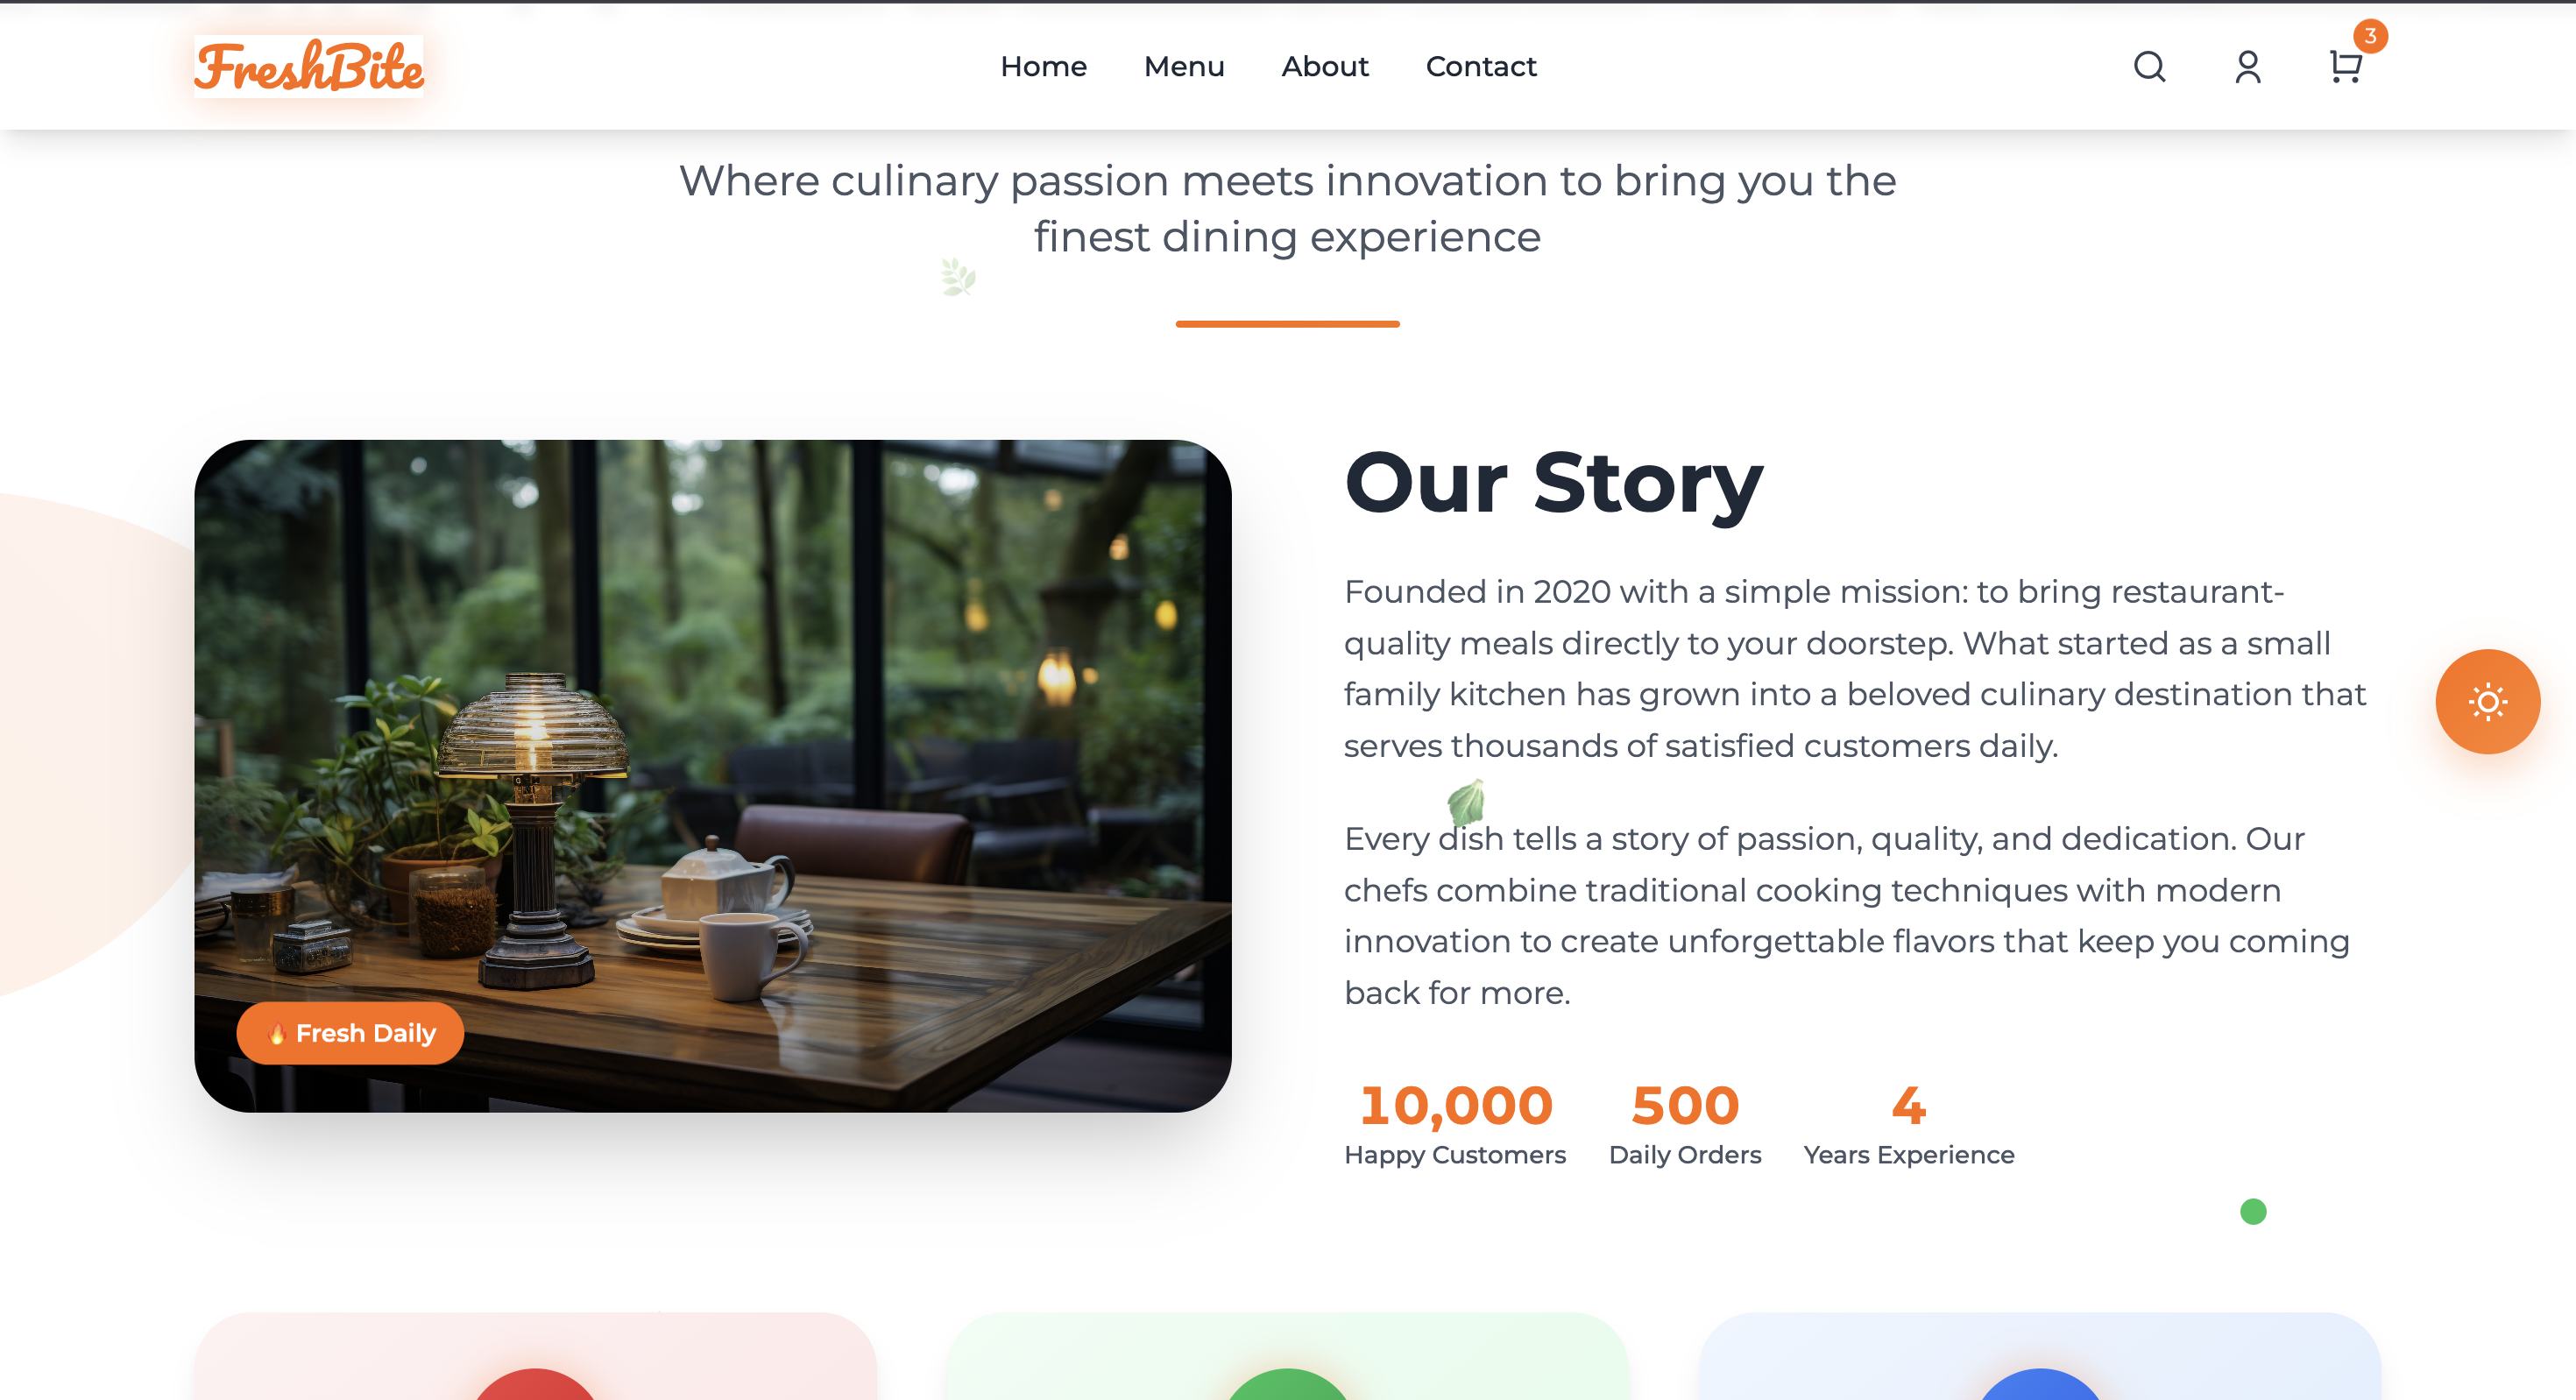 FreshBite
Home Menu About Contact
3
Where culinary passion meets innovation to bring you the
finest dining experience
Our Story
Founded in 2020 with a simple mission: to bring restaurant-
quality meals directly to your doorstep. What started as a small
family kitchen has grown into a beloved culinary destination that
serves thousands of satisfied customers daily.
Every dish tells a story of passion, quality, and dedication. Our
chefs combine traditional cooking techniques with modern
innovation to create unforgettable flavors that keep you coming
back for more.
🔥 Fresh Daily
10,000 500 4
Happy Customers Daily Orders Years Experience